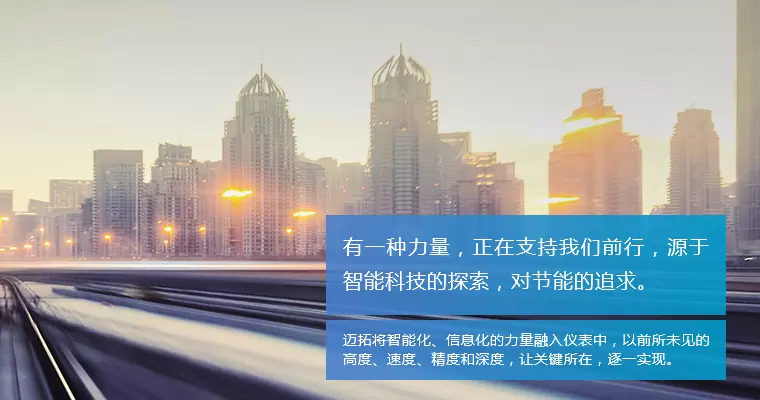 有一种力量，正在支持我们前行，源于
智能科技的探索，对节能的追求。
迈拓将智能化、信息化的力量融入仪表中，以前所未见的
高度、速度、精度和深度，让关键所在，逐一实现。